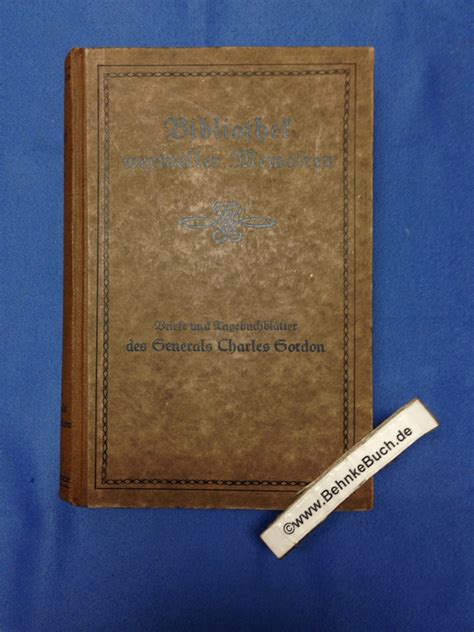 Bibliothek
wertvoller Memoiren
Briefe und Tagebuchblätter
des Generals Charles Gordon
©www.BehnkeBuch.de